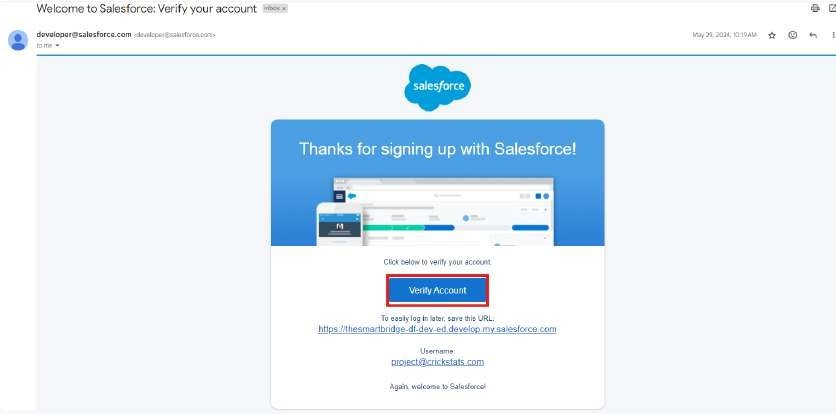 Welcome to Salesforce: Verify your account Inbox ×
developer@salesforce.com <developer@salesforce.com>
May 29, 2024, 10:19 AM
to me
salesforce
Thanks for signing up with Salesforce!
Click below to verify your account.
Verify Account
To easily log in later, save this URL:
https://thesmartbridge-df-dev-ed.develop.my.salesforce.com
Username:
project@crickstats.com
Again, welcome to Salesforce!